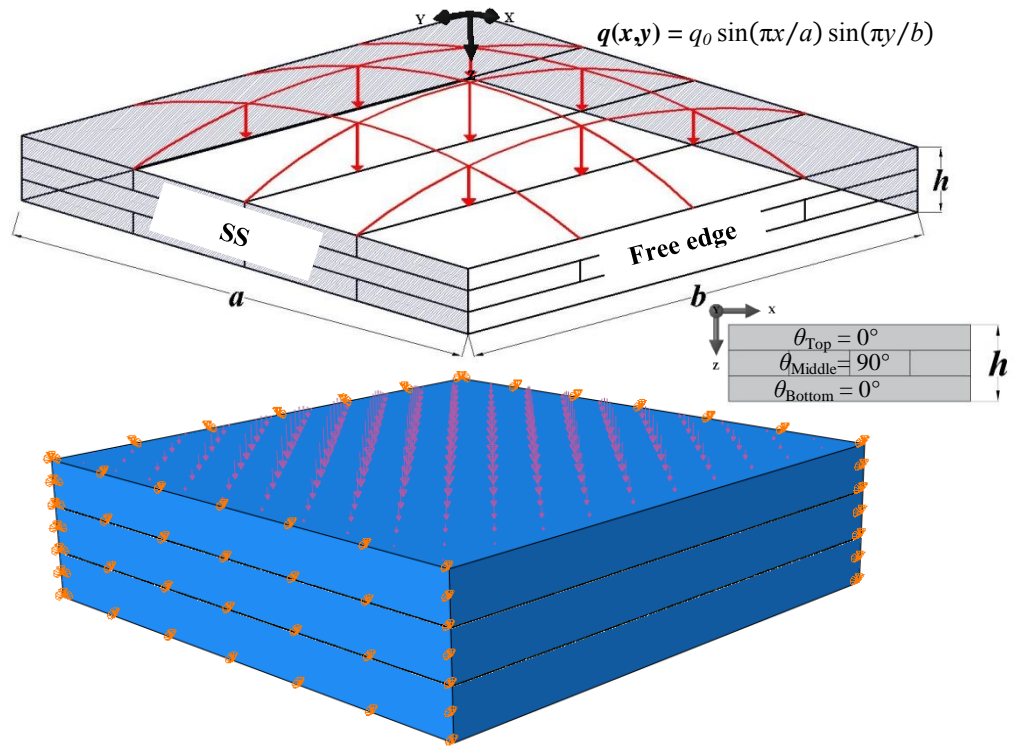 Y X q(x,y) = q₀ sin(πx/a) sin(πy/b)
z
h
SS
Free edge
a
b
Y x
θTop = 0°
z θMiddle= 90° h
θBottom = 0°